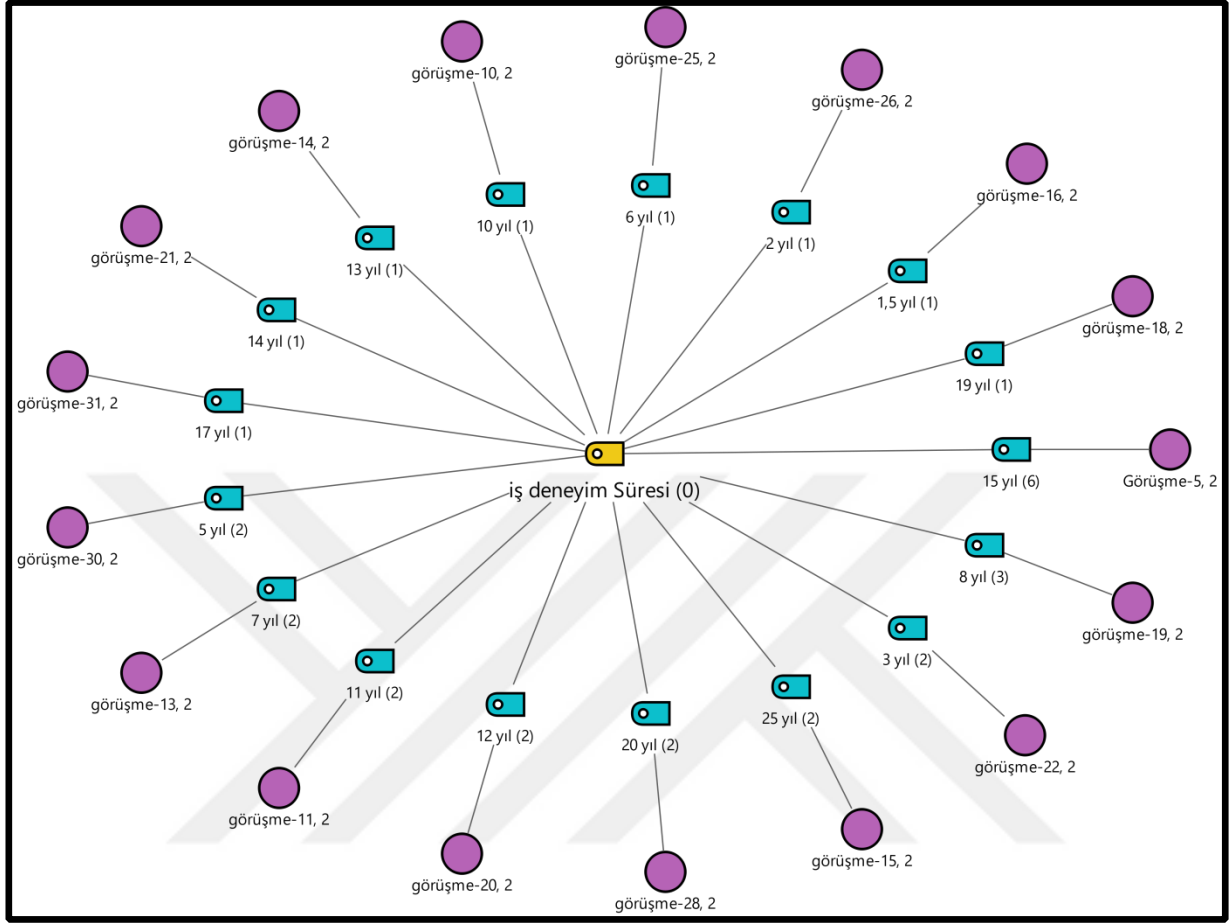 görüşme-10, 2
görüşme-25, 2
görüşme-26, 2
görüşme-14, 2
görüşme-16, 2
10 yıl (1)
6 yıl (1)
2 yıl (1)
görüşme-21, 2
13 yıl (1)
1,5 yıl (1)
görüşme-18, 2
14 yıl (1)
19 yıl (1)
görüşme-31, 2
17 yıl (1)
15 yıl (6)
Görüşme-5, 2
iş deneyim Süresi (0)
5 yıl (2)
görüşme-30, 2
8 yıl (3)
7 yıl (2)
görüşme-19, 2
3 yıl (2)
11 yıl (2)
görüşme-13, 2
25 yıl (2)
12 yıl (2)
20 yıl (2)
görüşme-22, 2
görüşme-11, 2
görüşme-15, 2
görüşme-20, 2
görüşme-28, 2